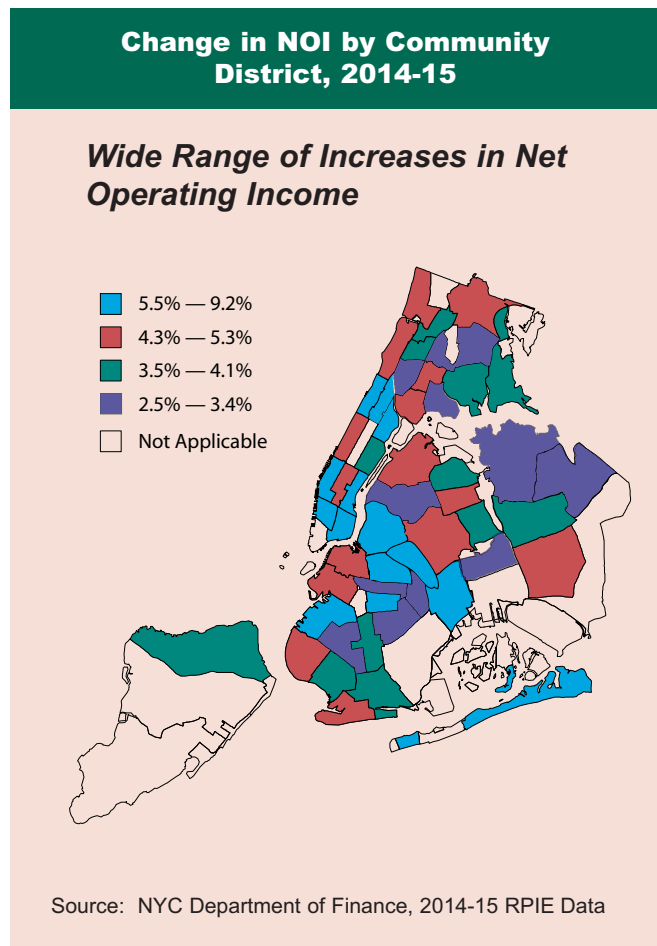 Change in NOI by Community
District, 2014-15
Wide Range of Increases in Net
Operating Income
5.5% — 9.2%
4.3% — 5.3%
3.5% — 4.1%
2.5% — 3.4%
Not Applicable
Source: NYC Department of Finance, 2014-15 RPIE Data